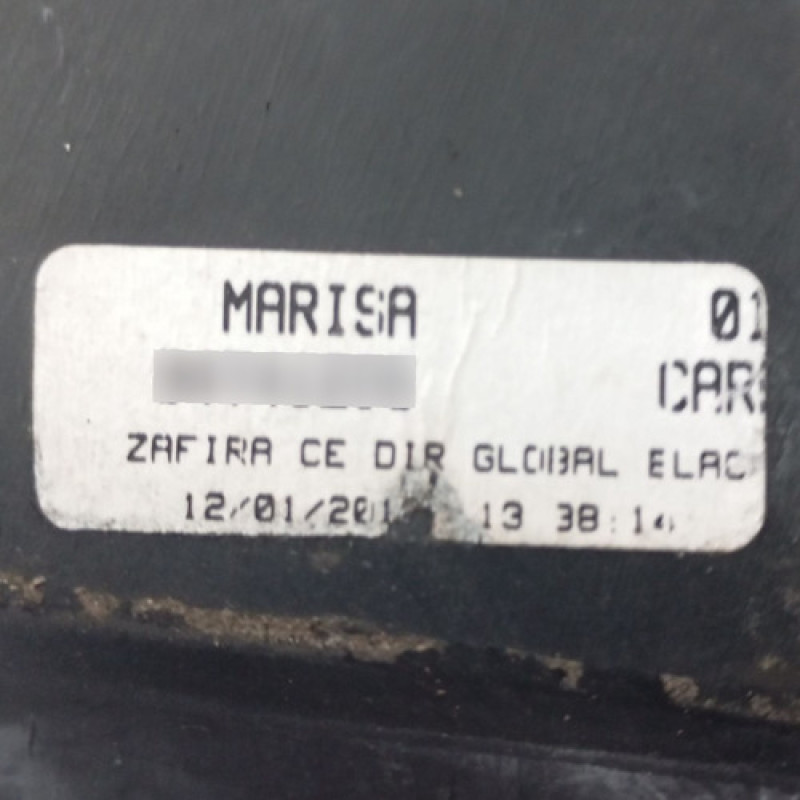 MARISA 01
CAR
ZAFIRA CE DIR GLOBAL ELAC
12/01/201 13 38:14